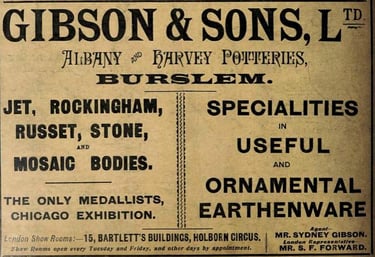 GIBSON & SONS, LTD.
ALBANY AND HARVEY POTTERIES,
BURSLEM.
JET, ROCKINGHAM,
RUSSET, STONE,
AND
MOSAIC BODIES.
THE ONLY MEDALLISTS,
CHICAGO EXHIBITION.
SPECIALITIES
IN
USEFUL
AND
ORNAMENTAL
EARTHENWARE
London Show Rooms:—15, BARTLETT'S BUILDINGS, HOLBORN CIRCUS.
Show Rooms open every Tuesday and Friday, and other days by appointment.
Agent—
MR. SYDNEY GIBSON.
London Representative—
MR. S. F. FORWARD.